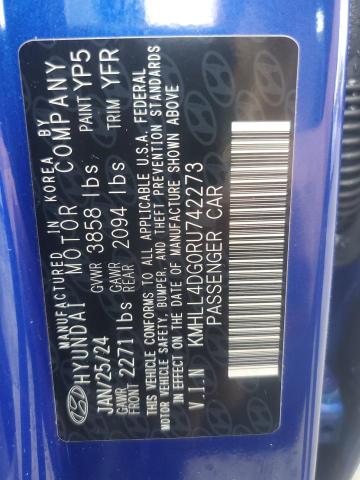 MANUFACTURED IN KOREA BY
HYUNDAI MOTOR COMPANY
JAN/25/24 GVWR 3858 lbs PAINT YP5
GAWR FRONT 2271 lbs GAWR REAR 2094 lbs TRIM YFR
THIS VEHICLE CONFORMS TO ALL APPLICABLE U.S.A. FEDERAL
MOTOR VEHICLE SAFETY, BUMPER, AND THEFT PREVENTION STANDARDS
IN EFFECT ON THE DATE OF MANUFACTURE SHOWN ABOVE
V.I.N KMHLL4DG0RU742273
PASSENGER CAR